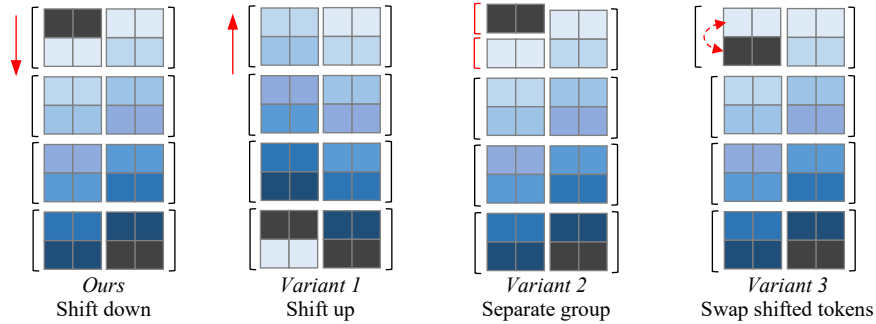 Ours
Shift down
Variant 1
Shift up
Variant 2
Separate group
Variant 3
Swap shifted tokens